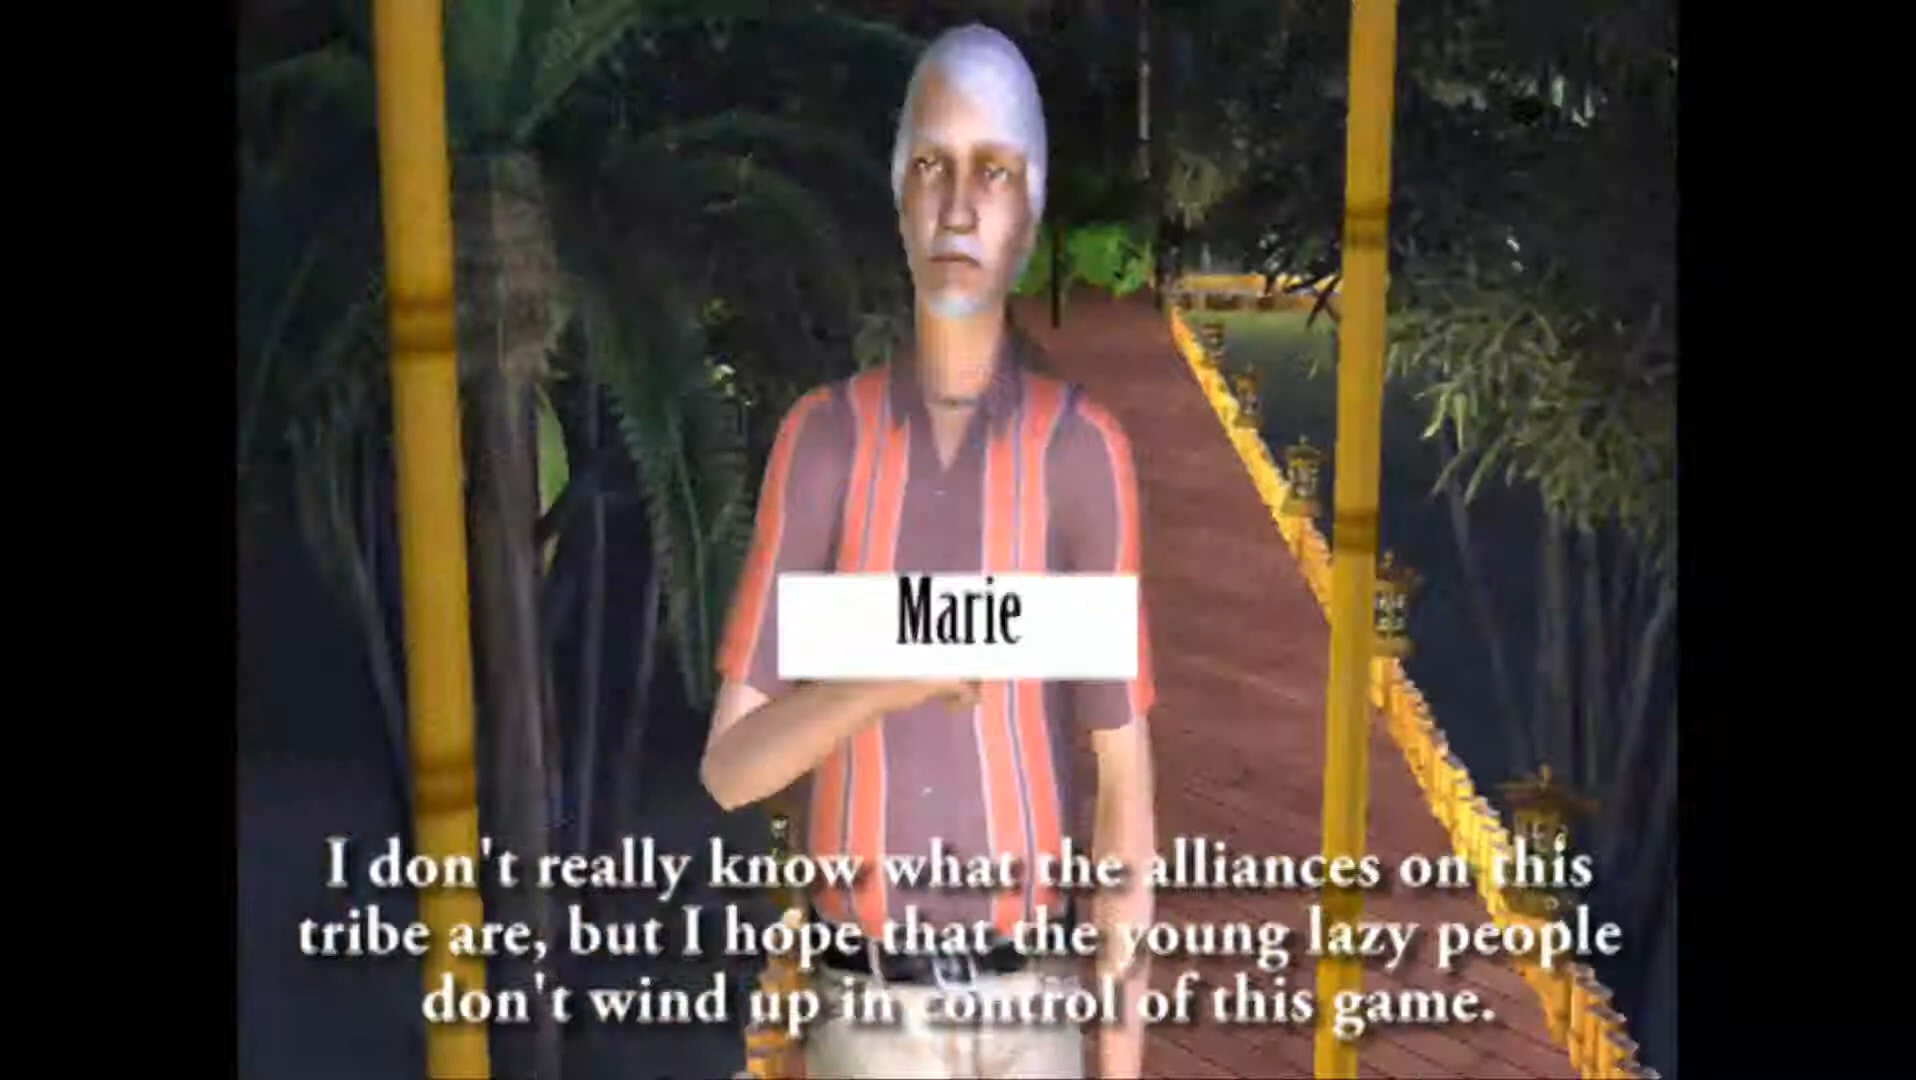 Marie
I don't really know what the alliances on this
tribe are, but I hope that the young lazy people
don't wind up in control of this game.